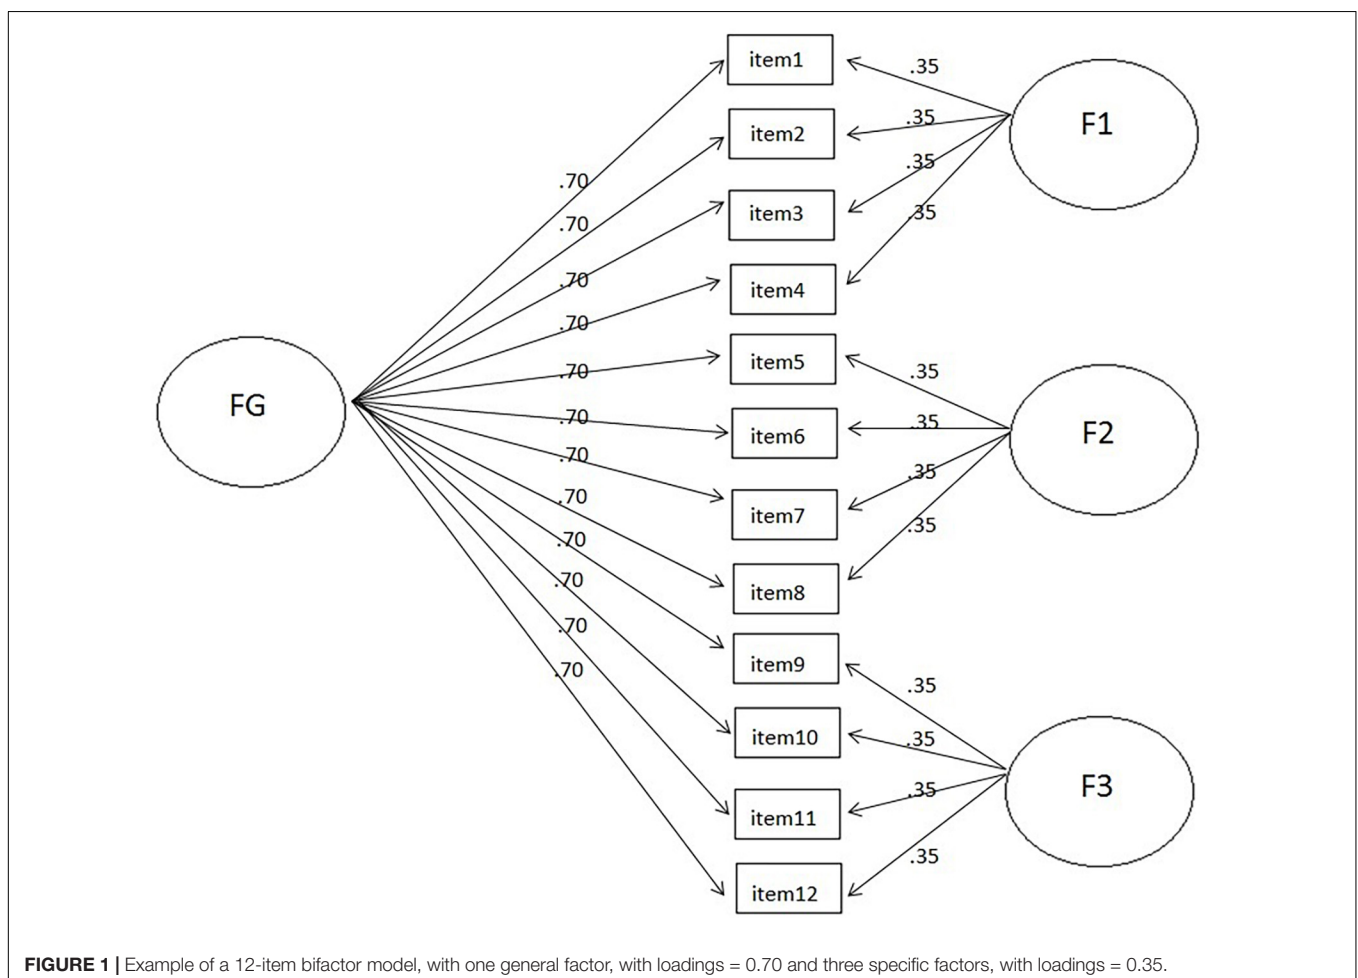 item1
.35
F1
item2
.35
.35
item3
.35
item4
.70
.70
.70
.70
item5
.35
.70
FG
.70
item6
.35
F2
.70
.35
item7
.70
.35
.70
item8
.70
item9
.70
.35
.70
item10
.35
F3
.35
item11
.35
item12
FIGURE 1 | Example of a 12-item bifactor model, with one general factor, with loadings = 0.70 and three specific factors, with loadings = 0.35.